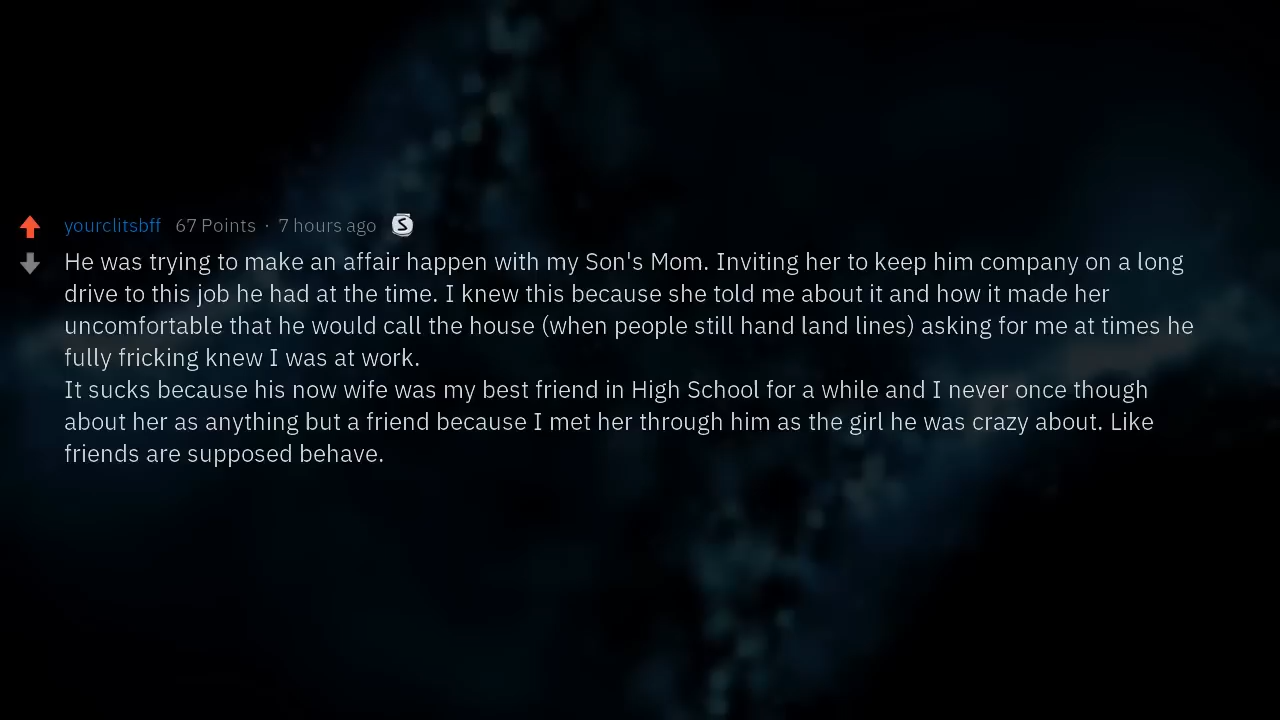 yourclitsbff 67 Points · 7 hours ago S
He was trying to make an affair happen with my Son's Mom. Inviting her to keep him company on a long
drive to this job he had at the time. I knew this because she told me about it and how it made her
uncomfortable that he would call the house (when people still hand land lines) asking for me at times he
fully fricking knew I was at work.
It sucks because his now wife was my best friend in High School for a while and I never once though
about her as anything but a friend because I met her through him as the girl he was crazy about. Like
friends are supposed behave.